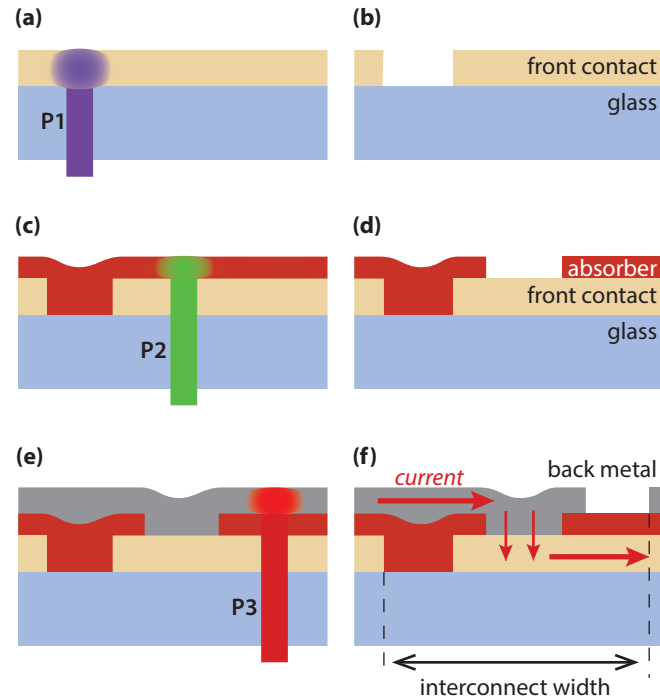 (a)
(b)
P1
front contact
glass
(c)
(d)
P2
absorber
front contact
glass
(e)
(f)
P3
current
back metal
interconnect width